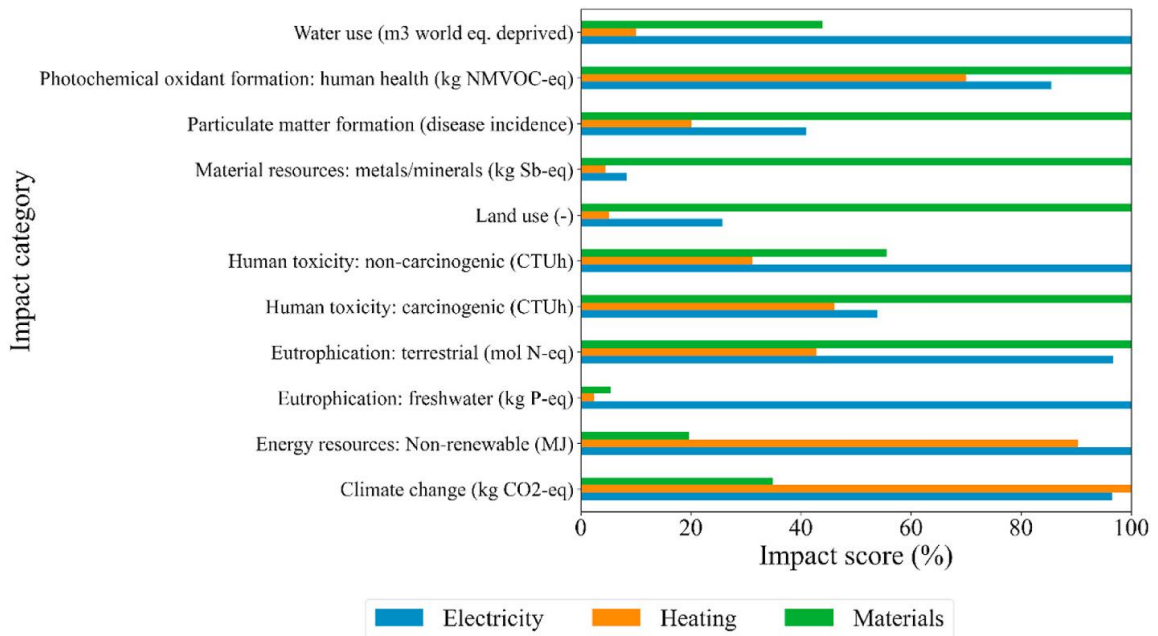 Impact category
Water use (m3 world eq. deprived)
Photochemical oxidant formation: human health (kg NMVOC-eq)
Particulate matter formation (disease incidence)
Material resources: metals/minerals (kg Sb-eq)
Land use (-)
Human toxicity: non-carcinogenic (CTUh)
Human toxicity: carcinogenic (CTUh)
Eutrophication: terrestrial (mol N-eq)
Eutrophication: freshwater (kg P-eq)
Energy resources: Non-renewable (MJ)
Climate change (kg CO2-eq)
0 20 40 60 80 100
Impact score (%)
Electricity Heating Materials